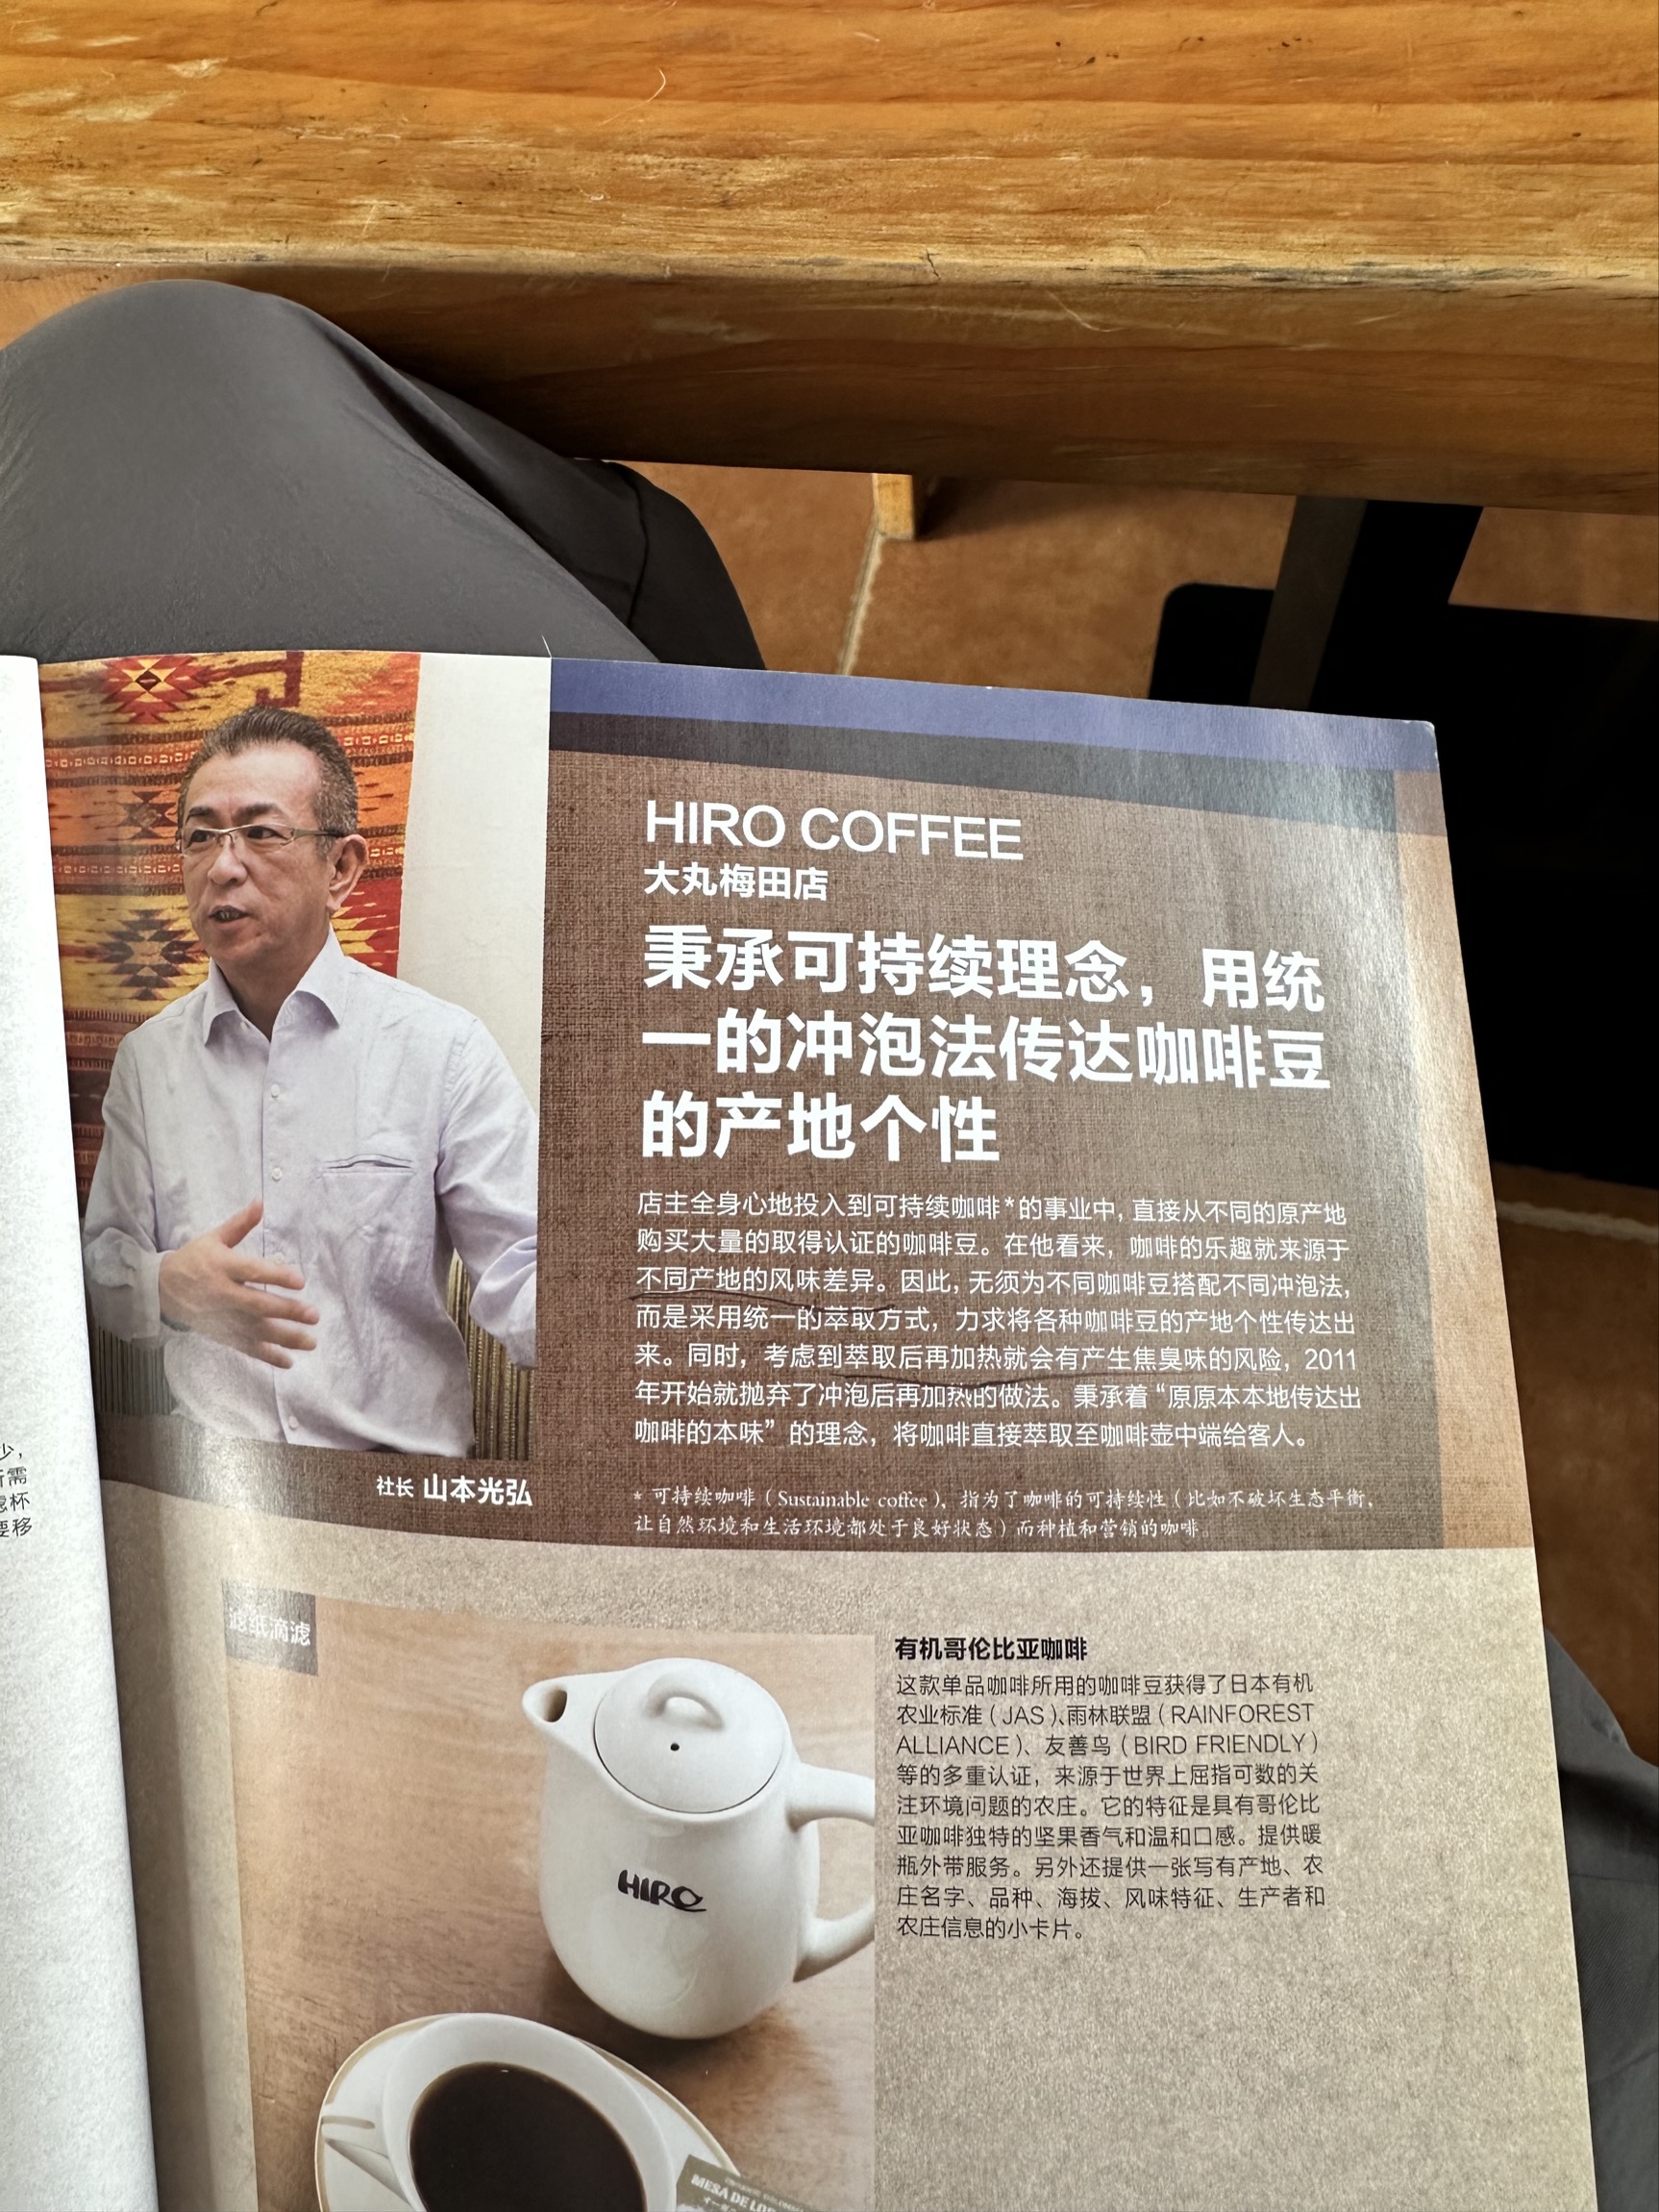 少,
所需
滤杯
要移
HIRO COFFEE
大丸梅田店
秉承可持续理念，用统
一的冲泡法传达咖啡豆
的产地个性
店主全身心地投入到可持续咖啡*的事业中，直接从不同的原产地
购买大量的取得认证的咖啡豆。在他看来，咖啡的乐趣就来源于
不同产地的风味差异。因此，无须为不同咖啡豆搭配不同冲泡法，
而是采用统一的萃取方式，力求将各种咖啡豆的产地个性传达出
来。同时，考虑到萃取后再加热就会有产生焦臭味的风险，2011
年开始就抛弃了冲泡后再加热的做法。秉承着“原原本本地传达出
咖啡的本味”的理念，将咖啡直接萃取至咖啡壶中端给客人。
* 可持续咖啡（Sustainable coffee），指为了咖啡的可持续性（比如不破坏生态平衡，
让自然环境和生活环境都处于良好状态）而种植和营销的咖啡。
社长 山本光弘
滤纸滴滤
HIRO
有机哥伦比亚咖啡
这款单品咖啡所用的咖啡豆获得了日本有机
农业标准（JAS）、雨林联盟（RAINFOREST
ALLIANCE）、友善鸟（BIRD FRIENDLY）
等的多重认证，来源于世界上屈指可数的关
注环境问题的农庄。它的特征是具有哥伦比
亚咖啡独特的坚果香气和温和口感。提供暖
瓶外带服务。另外还提供一张写有产地、农
庄名字、品种、海拔、风味特征、生产者和
农庄信息的小卡片。
MESA DE LOS